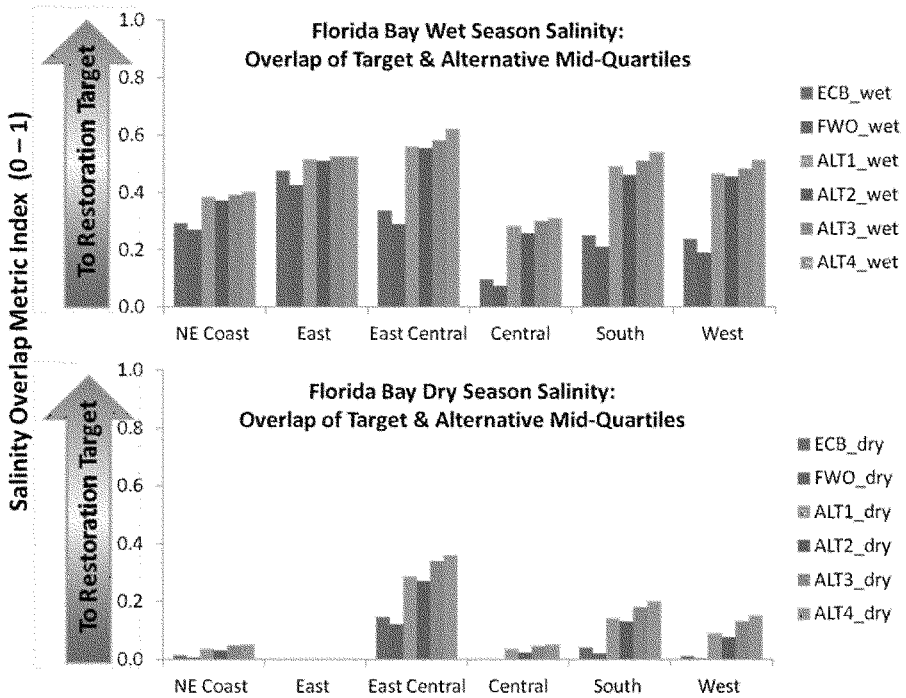 Salinity Overlap Metric Index (0 – 1)
To Restoration Target
Florida Bay Wet Season Salinity:
Overlap of Target & Alternative Mid-Quartiles
1.0
0.8
0.6
0.4
0.2
0.0
NE Coast
East
East Central
Central
South
West
ECB_wet
FWO_wet
ALT1_wet
ALT2_wet
ALT3_wet
ALT4_wet
To Restoration Target
Florida Bay Dry Season Salinity:
Overlap of Target & Alternative Mid-Quartiles
1.0
0.8
0.6
0.4
0.2
0.0
NE Coast
East
East Central
Central
South
West
ECB_dry
FWO_dry
ALT1_dry
ALT2_dry
ALT3_dry
ALT4_dry